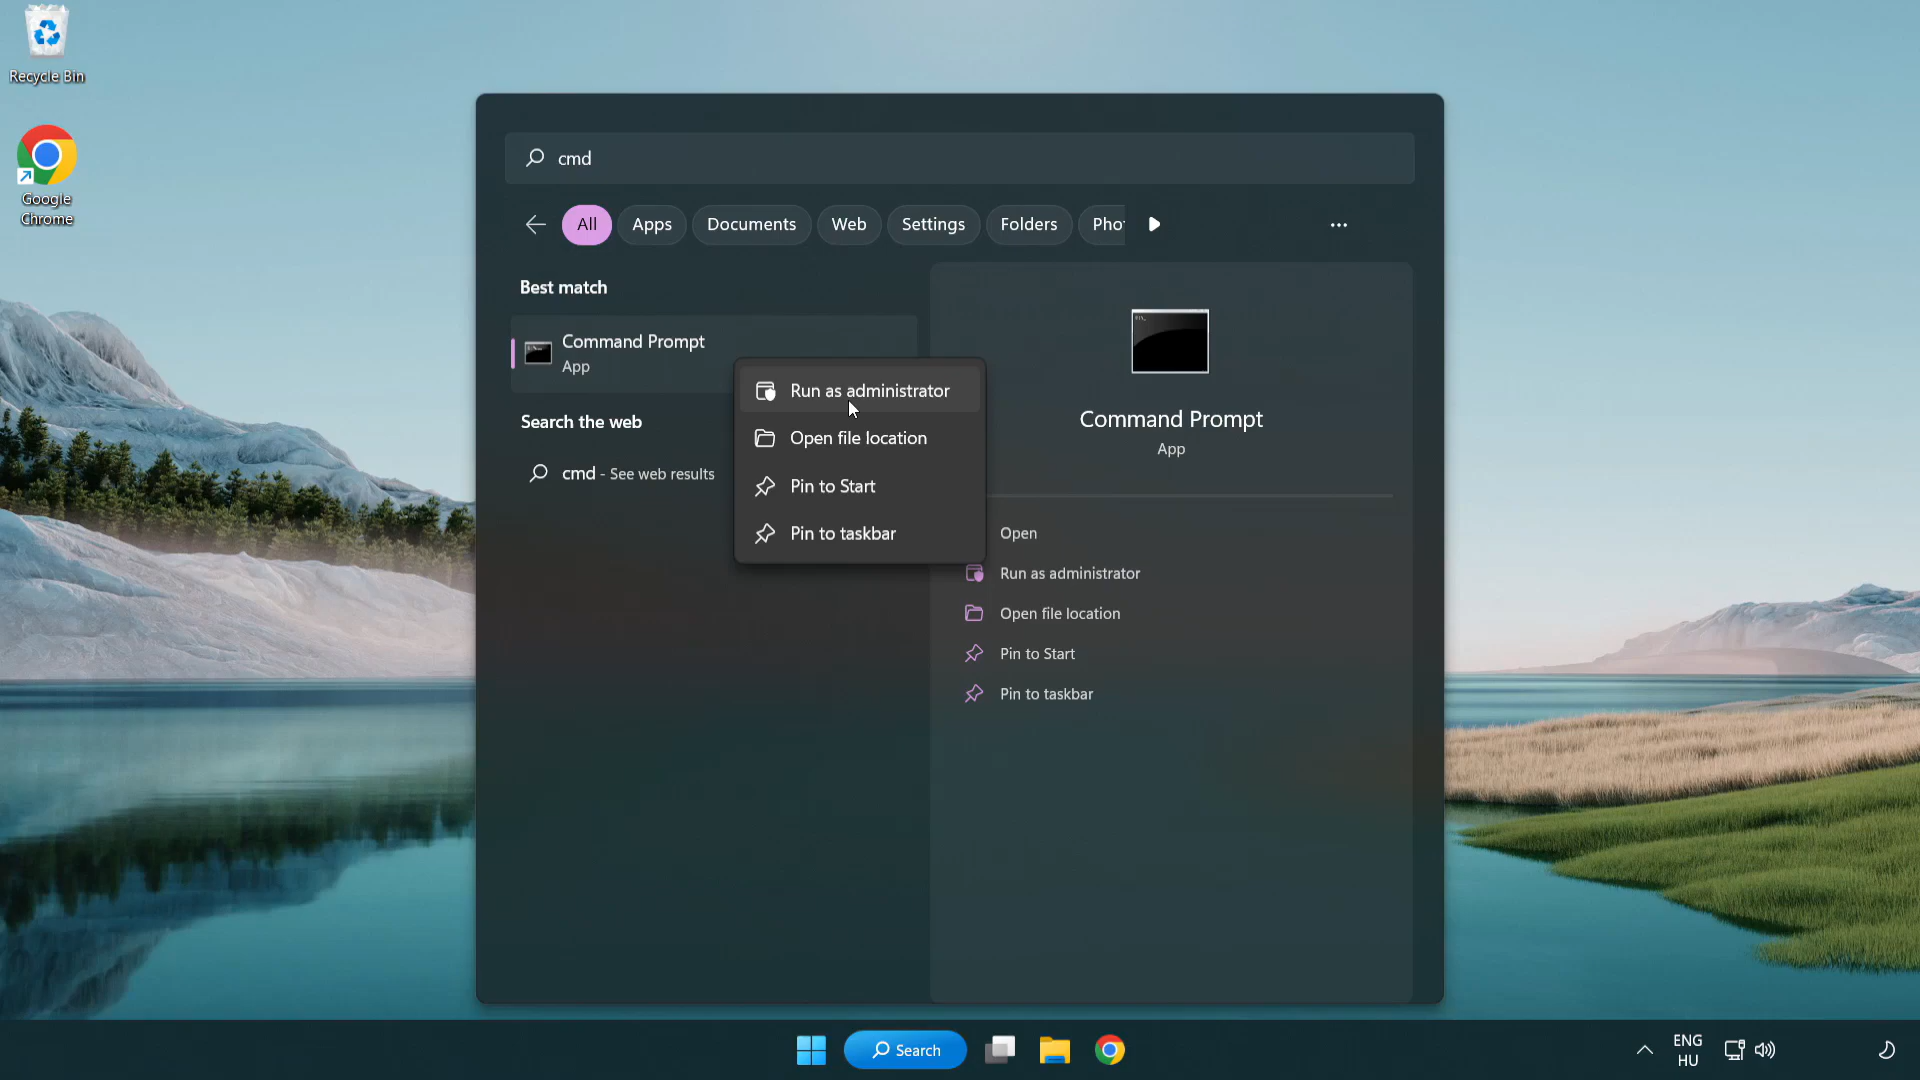 Recycle Bin
Google
Chrome
cmd
All
Apps
Documents
Web
Settings
Folders
Pho
Best match
Command Prompt
App
Search the web
cmd - See web results
Run as administrator
Open file location
Pin to Start
Pin to taskbar
Command Prompt
App
Open
Run as administrator
Open file location
Pin to Start
Pin to taskbar
Search
ENG
HU